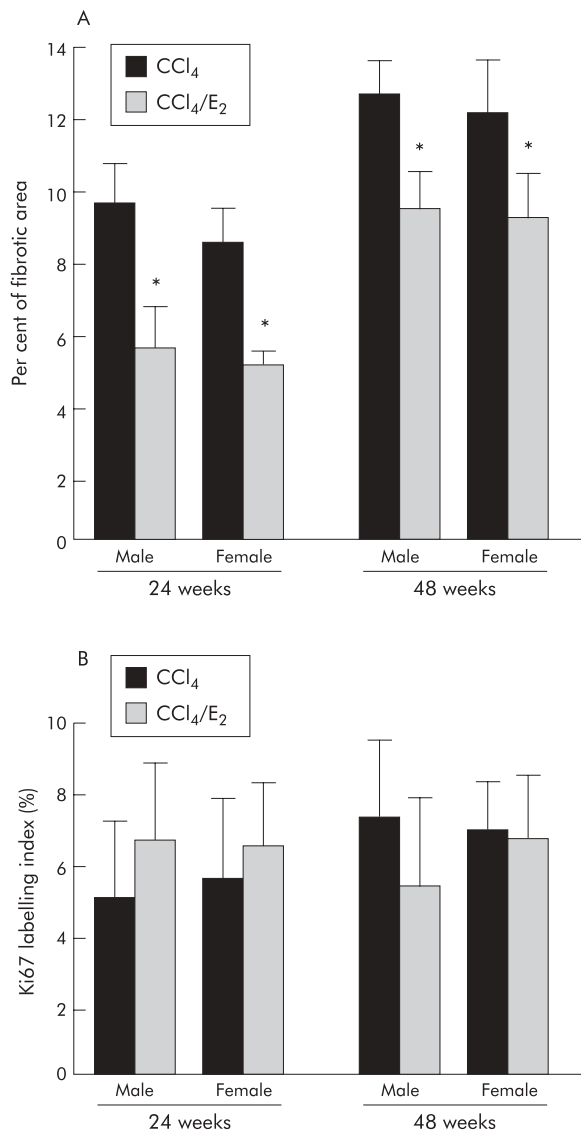 A
CCl4
CCl4/E2
Per cent of fibrotic area
14
12
10
8
6
4
2
0
*
*
*
*
Male
Female
Male
Female
24 weeks
48 weeks
B
CCl4
CCl4/E2
Ki67 labelling index (%)
10
8
6
4
2
0
Male
Female
Male
Female
24 weeks
48 weeks